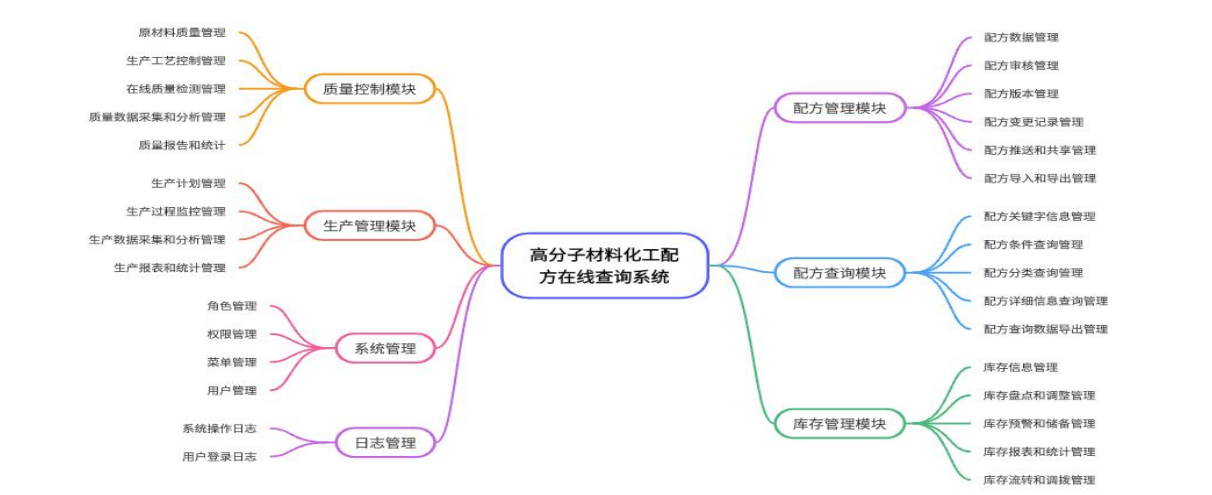 高分子材料化工配
方在线查询系统
质量控制模块
原材料质量管理
生产工艺控制管理
在线质量检测管理
质量数据采集和分析管理
质量报告和统计
生产管理模块
生产计划管理
生产过程监控管理
生产数据采集和分析管理
生产报表和统计管理
系统管理
角色管理
权限管理
菜单管理
用户管理
日志管理
系统操作日志
用户登录日志
配方管理模块
配方数据管理
配方审核管理
配方版本管理
配方变更记录管理
配方推送和共享管理
配方导入和导出管理
配方查询模块
配方关键字信息管理
配方条件查询管理
配方分类查询管理
配方详细信息查询管理
配方查询数据导出管理
库存管理模块
库存信息管理
库存盘点和调整管理
库存预警和储备管理
库存报表和统计管理
库存流转和调拨管理